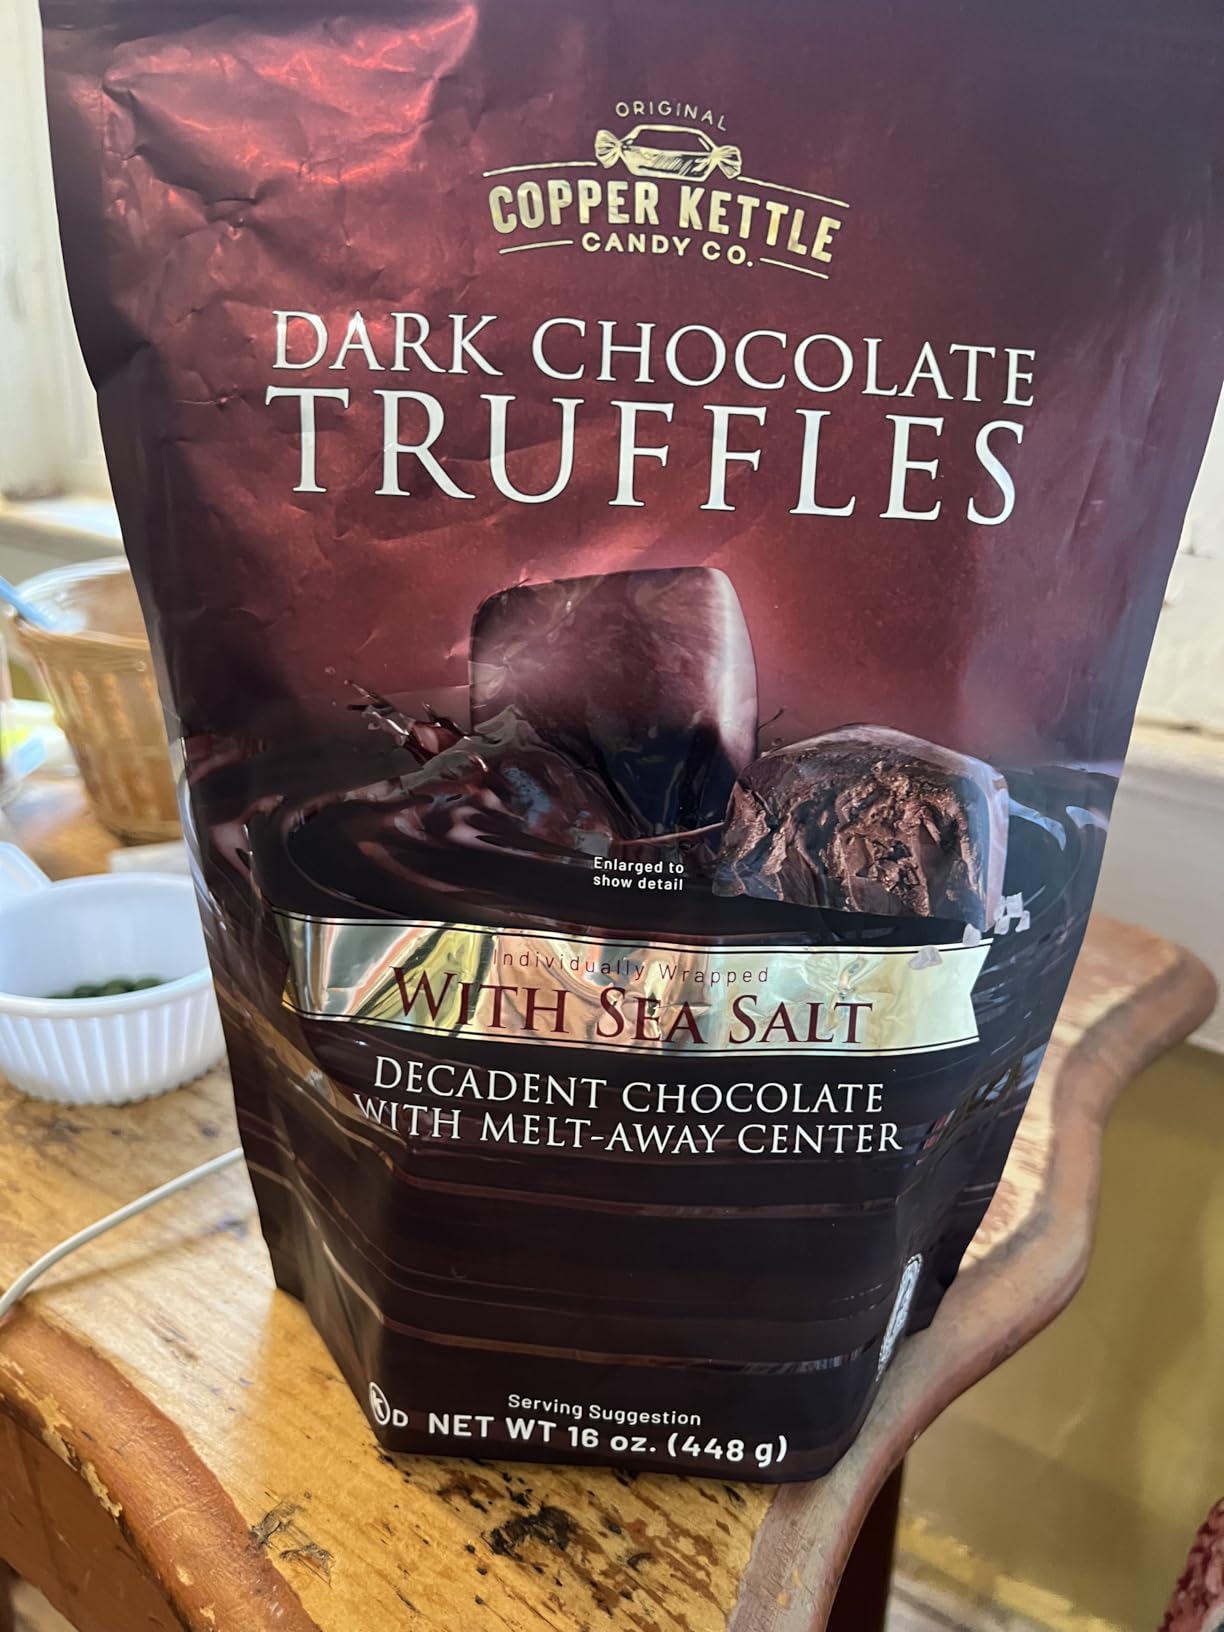 ORIGINAL
COPPER KETTLE
CANDY CO.
DARK CHOCOLATE
TRUFFLES
Enlarged to
show detail
Individually Wrapped
WITH SEA SALT
DECADENT CHOCOLATE
WITH MELT-AWAY CENTER
Serving Suggestion
K D NET WT 16 oz. (448 g)